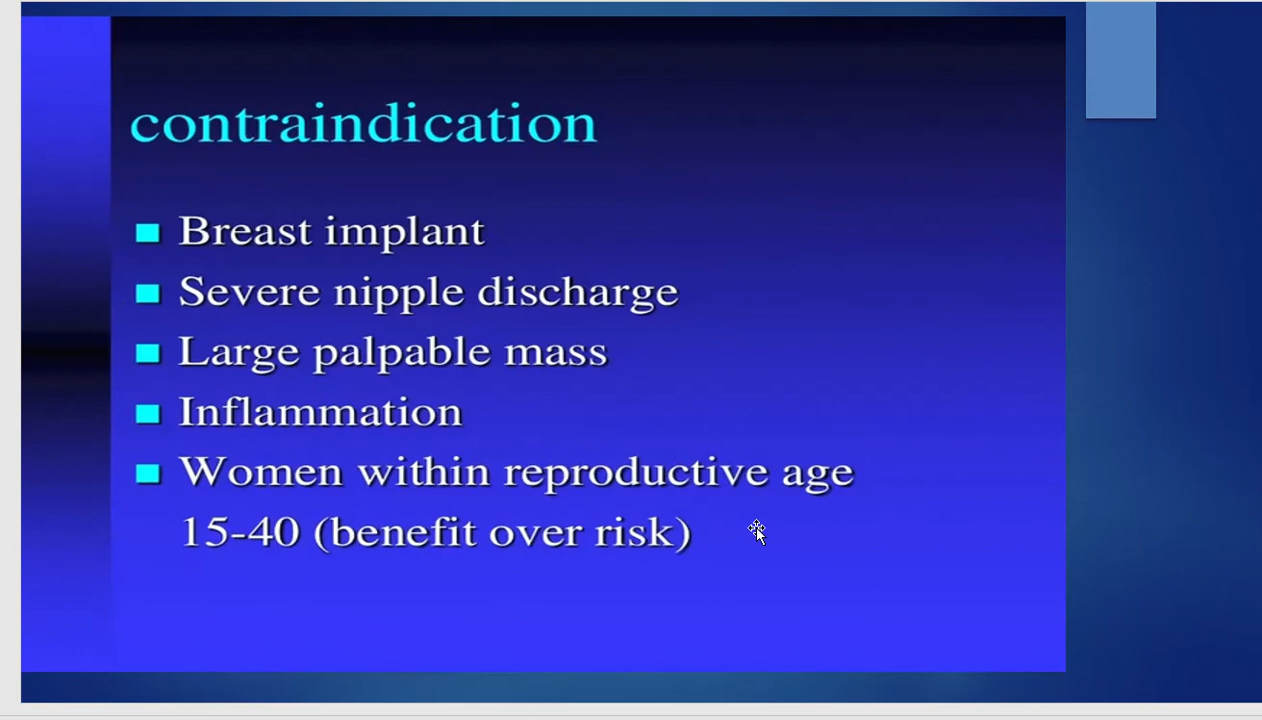 contraindication
Breast implant
Severe nipple discharge
Large palpable mass
Inflammation
Women within reproductive age
15-40 (benefit over risk)